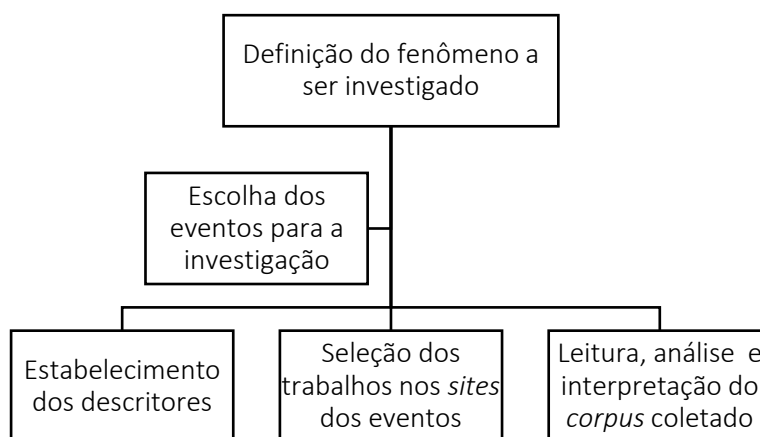 Definição do fenômeno a
ser investigado
Escolha dos
eventos para a
investigação
Estabelecimento
dos descritores
Seleção dos
trabalhos nos sites
dos eventos
Leitura, análise e
interpretação do
corpus coletado